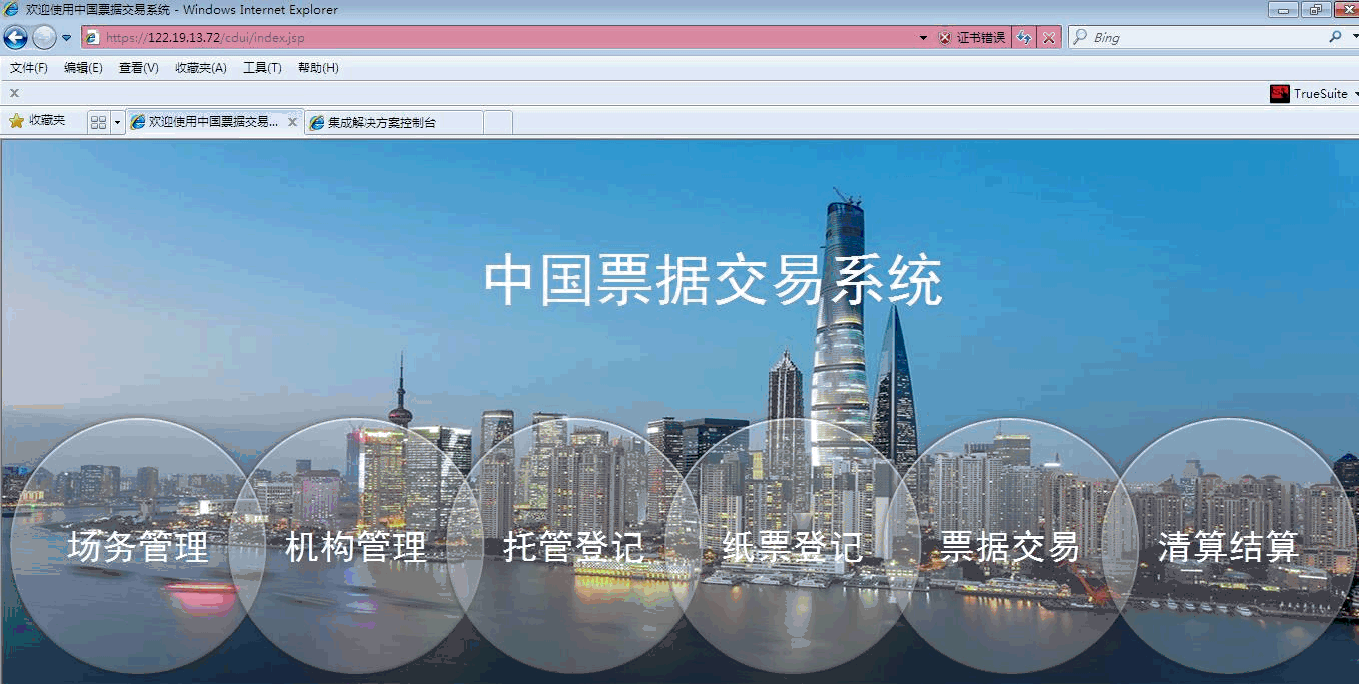 欢迎使用中国票据交易系统 - Windows Internet Explorer
https://122.19.13.72/cdui/index.jsp 证书错误 Bing
文件(F) 编辑(E) 查看(V) 收藏夹(A) 工具(T) 帮助(H)
x TrueSuite
收藏夹 欢迎使用中国票据交易... 集成解决方案控制台
中国票据交易系统
场务管理 机构管理 托管登记 纸票登记 票据交易 清算结算